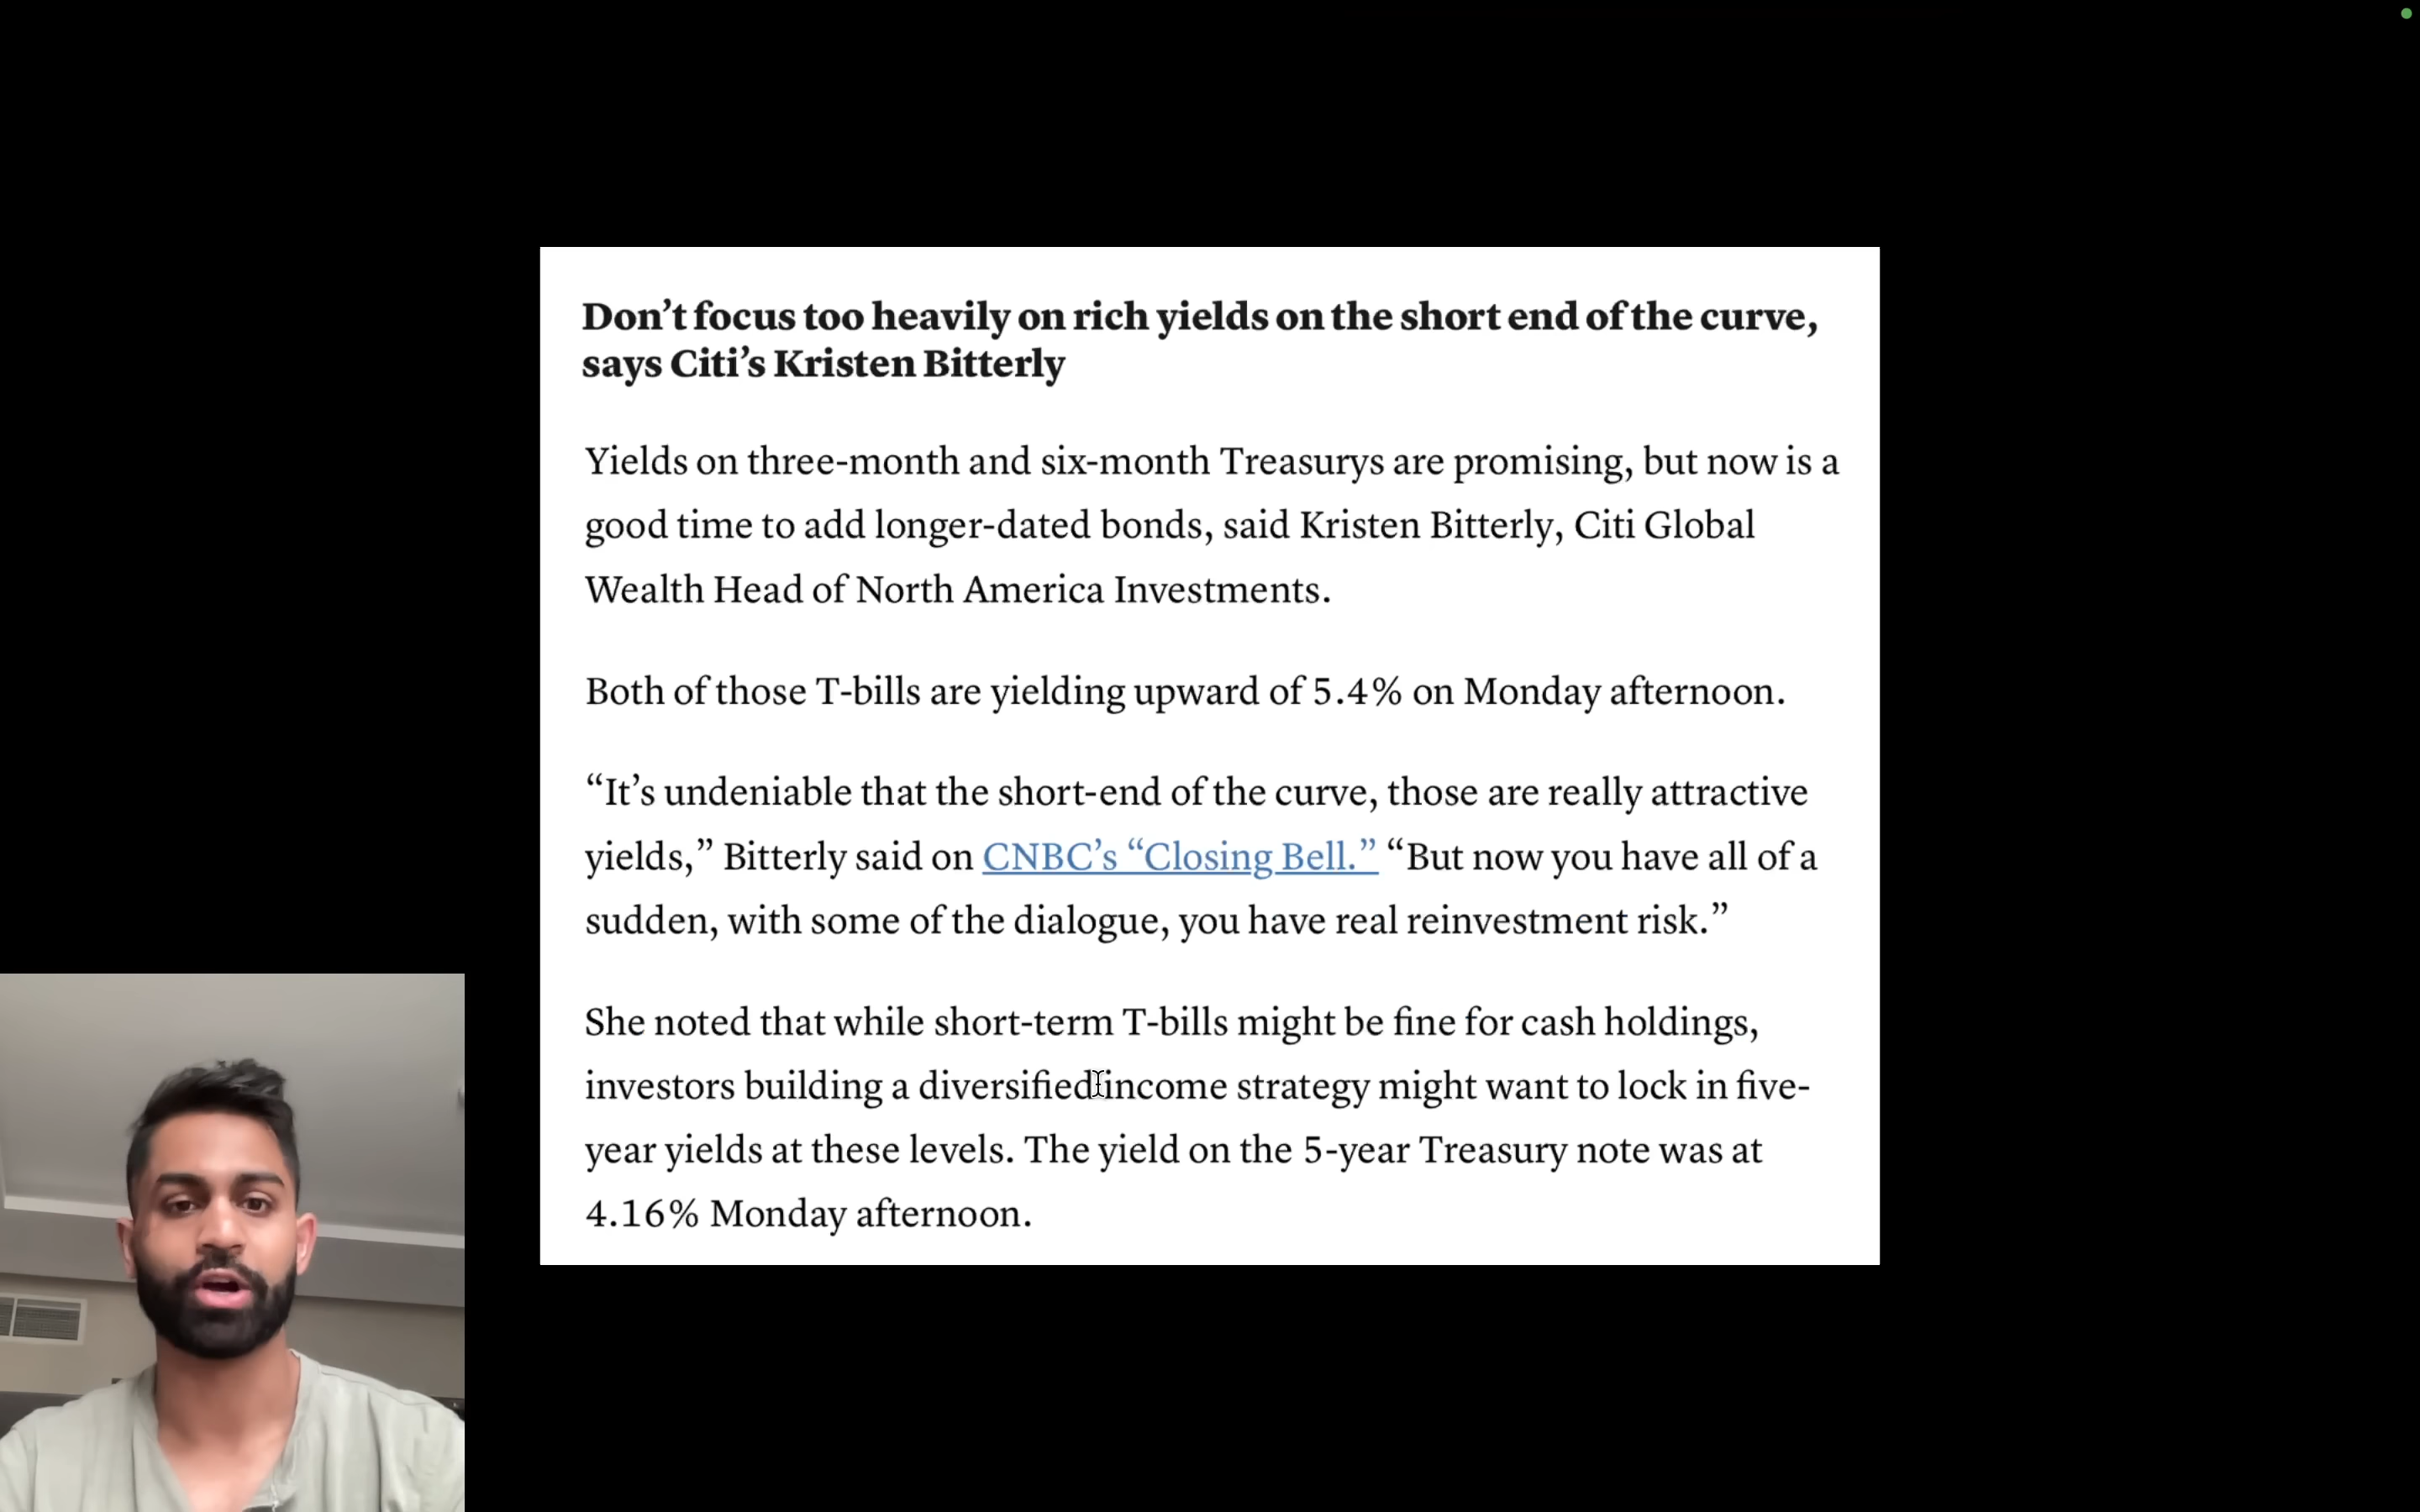 Don’t focus too heavily on rich yields on the short end of the curve,
says Citi’s Kristen Bitterly
Yields on three-month and six-month Treasurys are promising, but now is a
good time to add longer-dated bonds, said Kristen Bitterly, Citi Global
Wealth Head of North America Investments.
Both of those T-bills are yielding upward of 5.4% on Monday afternoon.
“It’s undeniable that the short-end of the curve, those are really attractive
yields,” Bitterly said on CNBC’s “Closing Bell.” “But now you have all of a
sudden, with some of the dialogue, you have real reinvestment risk.”
She noted that while short-term T-bills might be fine for cash holdings,
investors building a diversified income strategy might want to lock in five-
year yields at these levels. The yield on the 5-year Treasury note was at
4.16% Monday afternoon.